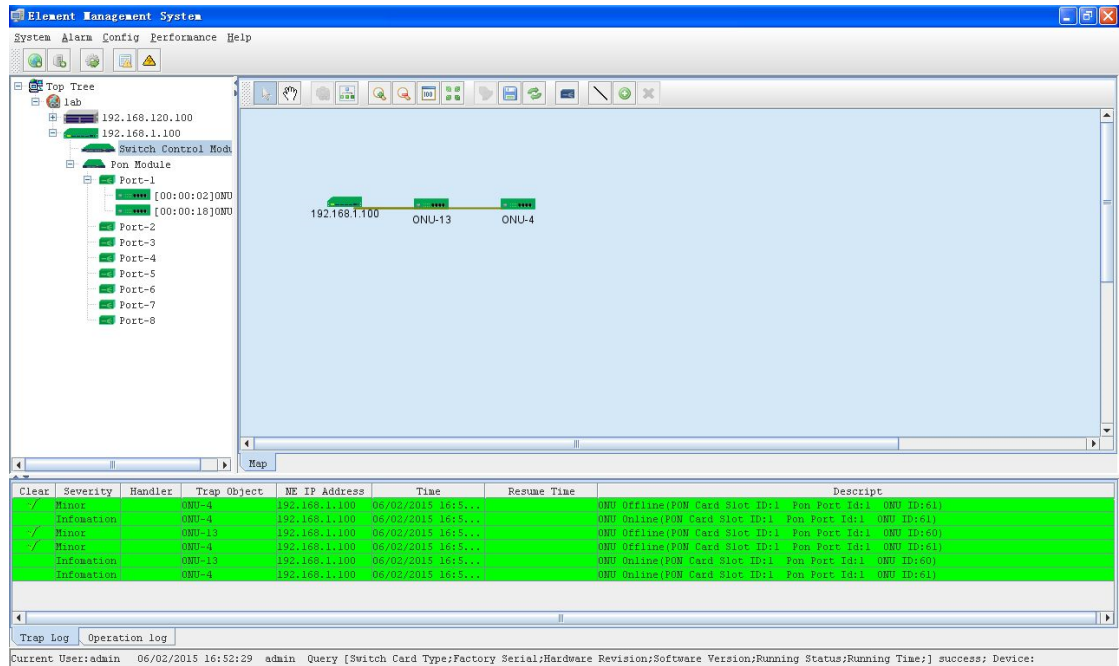 Element Management System
System Alarm Config Performance Help
Top Tree
lab
192.168.120.100
192.168.1.100
Switch Control Modu
Pon Module
Port-1
[00:00:02]ONU
[00:00:18]ONU
Port-2
Port-3
Port-4
Port-5
Port-6
Port-7
Port-8
100
192.168.1.100
ONU-13
ONU-4
Map
Clear Severity Handler Trap Object NE IP Address Time Resume Time Descript
Minor ONU-4 192.168.1.100 06/02/2015 16:5... ONU Offline(PON Card Slot ID:1 Pon Port Id:1 ONU ID:61)
Infomation ONU-4 192.168.1.100 06/02/2015 16:5... ONU Online(PON Card Slot ID:1 Pon Port Id:1 ONU ID:61)
Minor ONU-13 192.168.1.100 06/02/2015 16:5... ONU Offline(PON Card Slot ID:1 Pon Port Id:1 ONU ID:60)
Minor ONU-4 192.168.1.100 06/02/2015 16:5... ONU Offline(PON Card Slot ID:1 Pon Port Id:1 ONU ID:61)
Infomation ONU-13 192.168.1.100 06/02/2015 16:5... ONU Online(PON Card Slot ID:1 Pon Port Id:1 ONU ID:60)
Infomation ONU-4 192.168.1.100 06/02/2015 16:5... ONU Online(PON Card Slot ID:1 Pon Port Id:1 ONU ID:61)
Trap Log Operation log
Current User:admin 06/02/2015 16:52:29 admin Query [Switch Card Type;Factory Serial;Hardware Revision;Software Version;Running Status;Running Time;] success; Device: